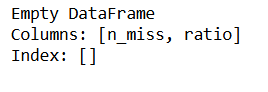 Empty DataFrame
Columns: [n_miss, ratio]
Index: []